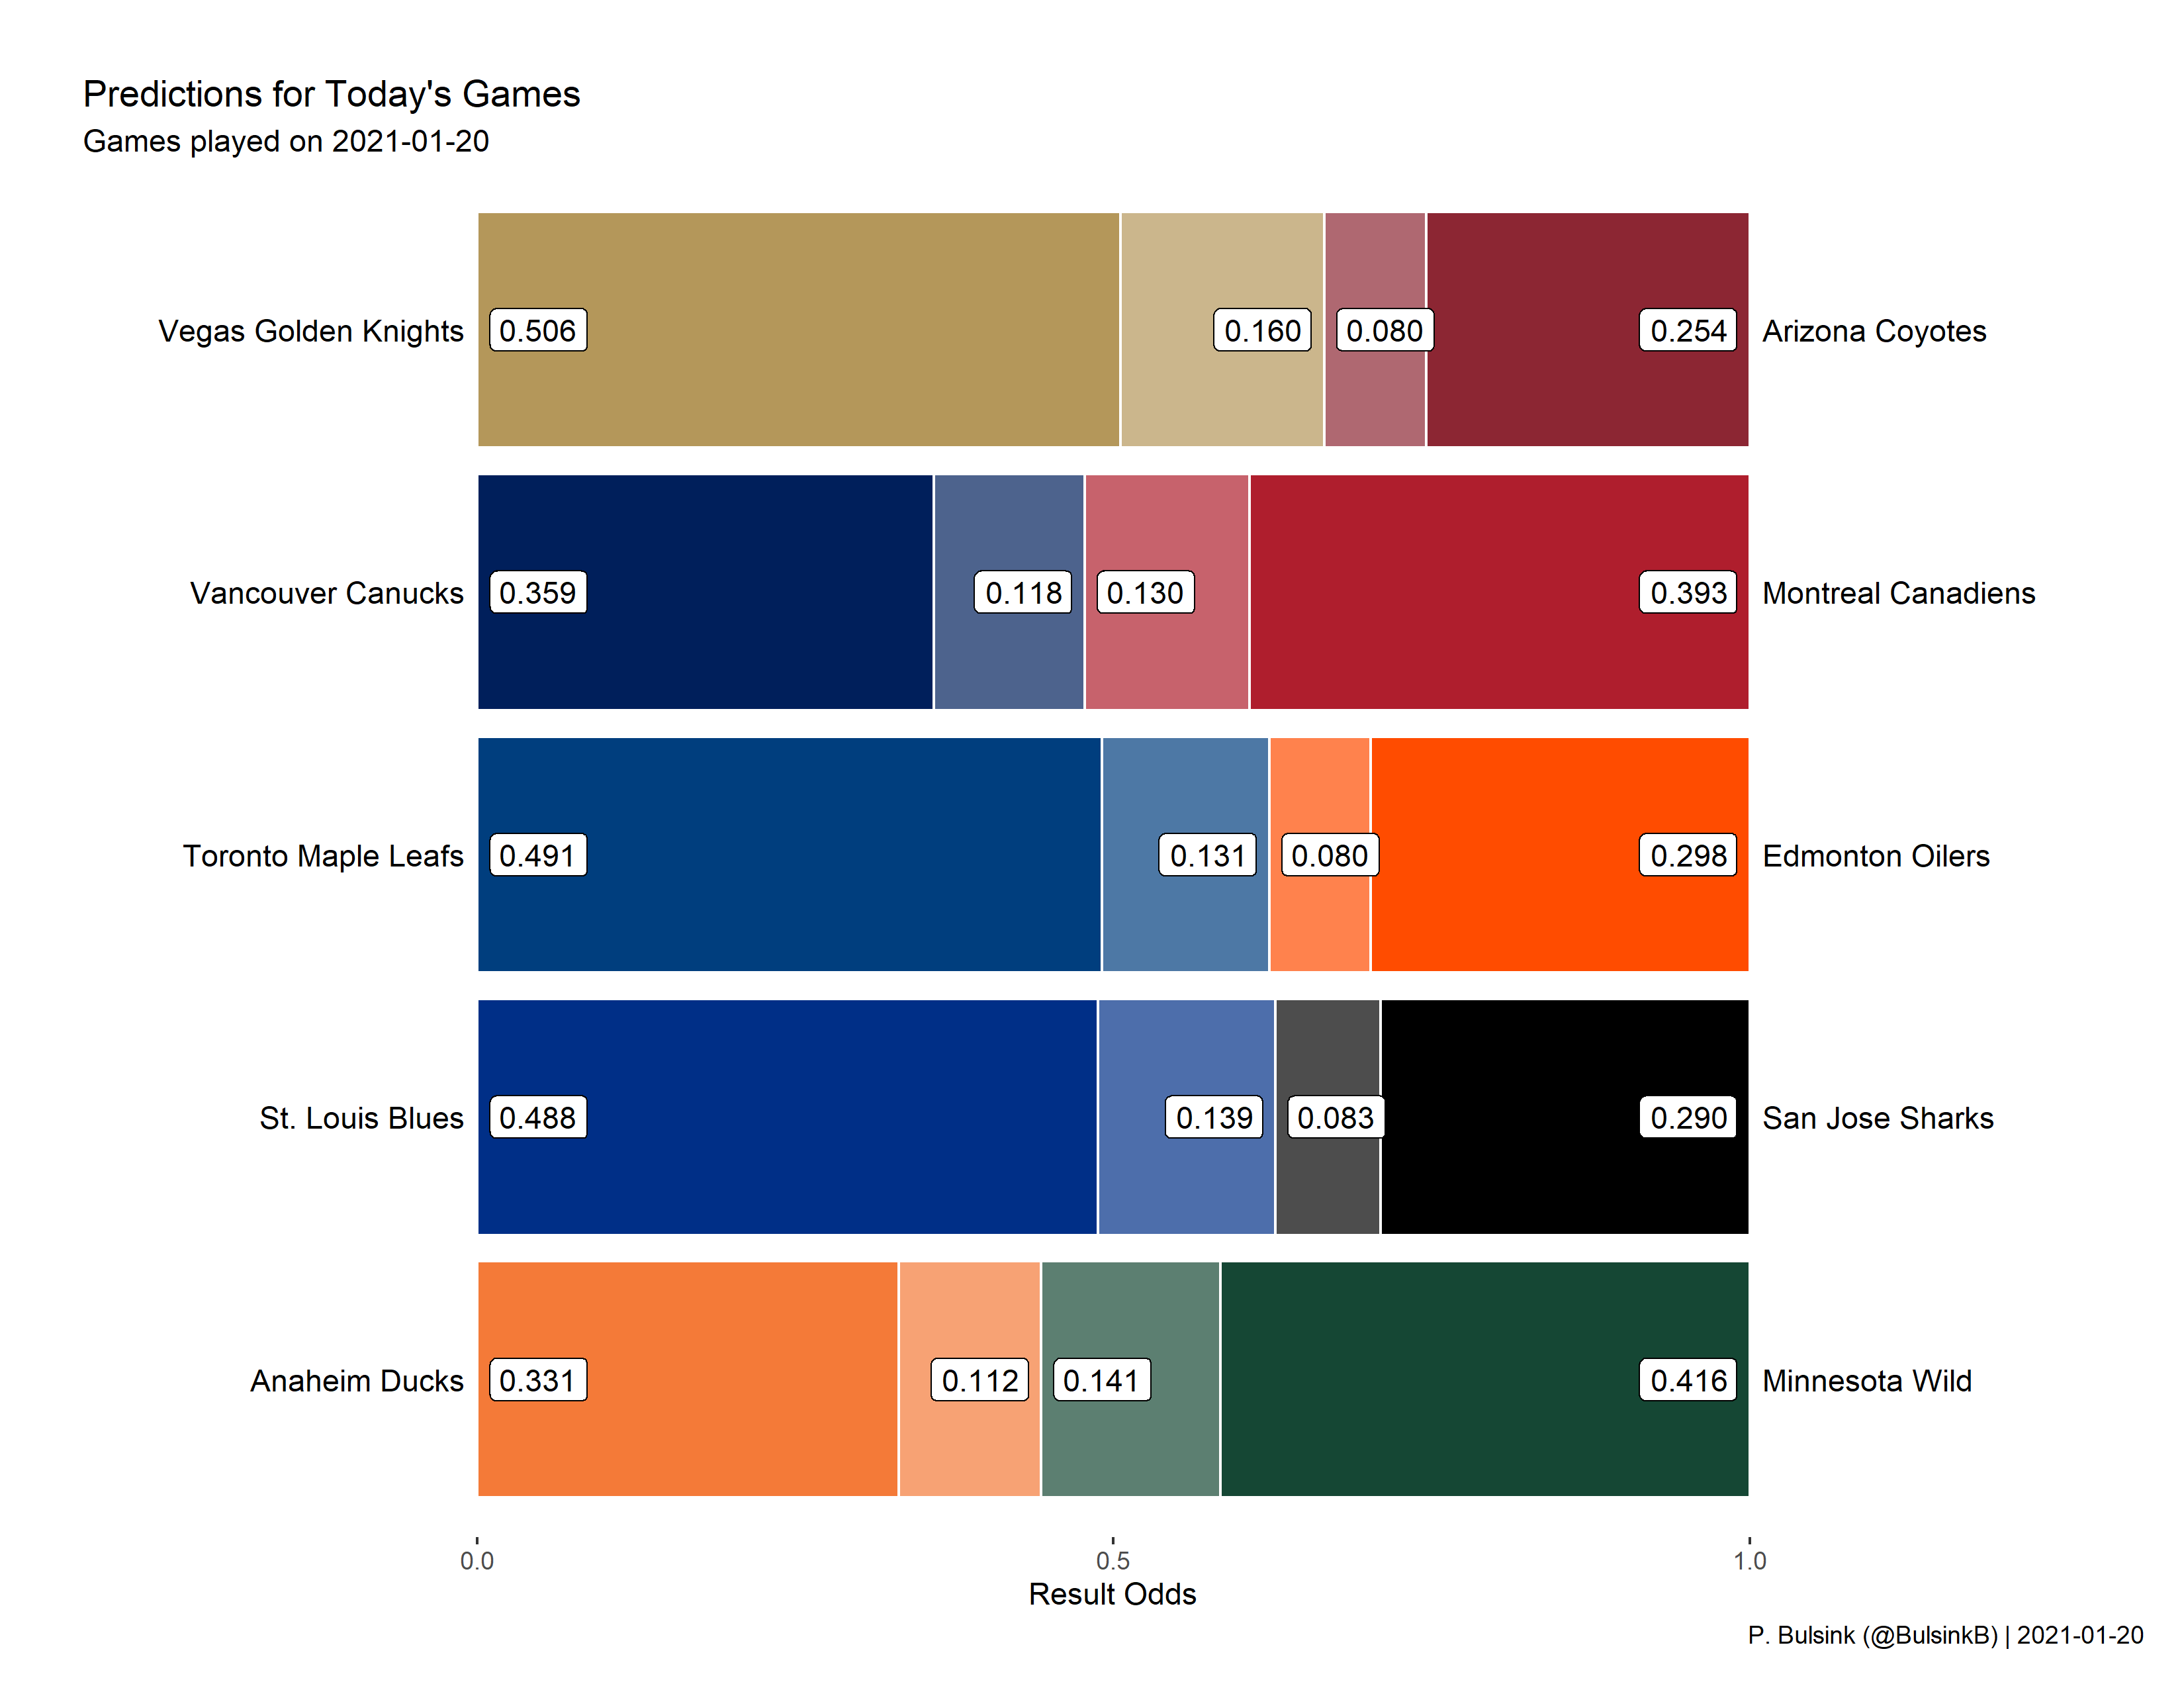 Predictions for Today's Games
Games played on 2021-01-20
Vegas Golden Knights 0.506 0.160 0.080 0.254 Arizona Coyotes
Vancouver Canucks 0.359 0.118 0.130 0.393 Montreal Canadiens
Toronto Maple Leafs 0.491 0.131 0.080 0.298 Edmonton Oilers
St. Louis Blues 0.488 0.139 0.083 0.290 San Jose Sharks
Anaheim Ducks 0.331 0.112 0.141 0.416 Minnesota Wild
0.0 0.5 1.0
Result Odds
P. Bulsink (@BulsinkB) | 2021-01-20